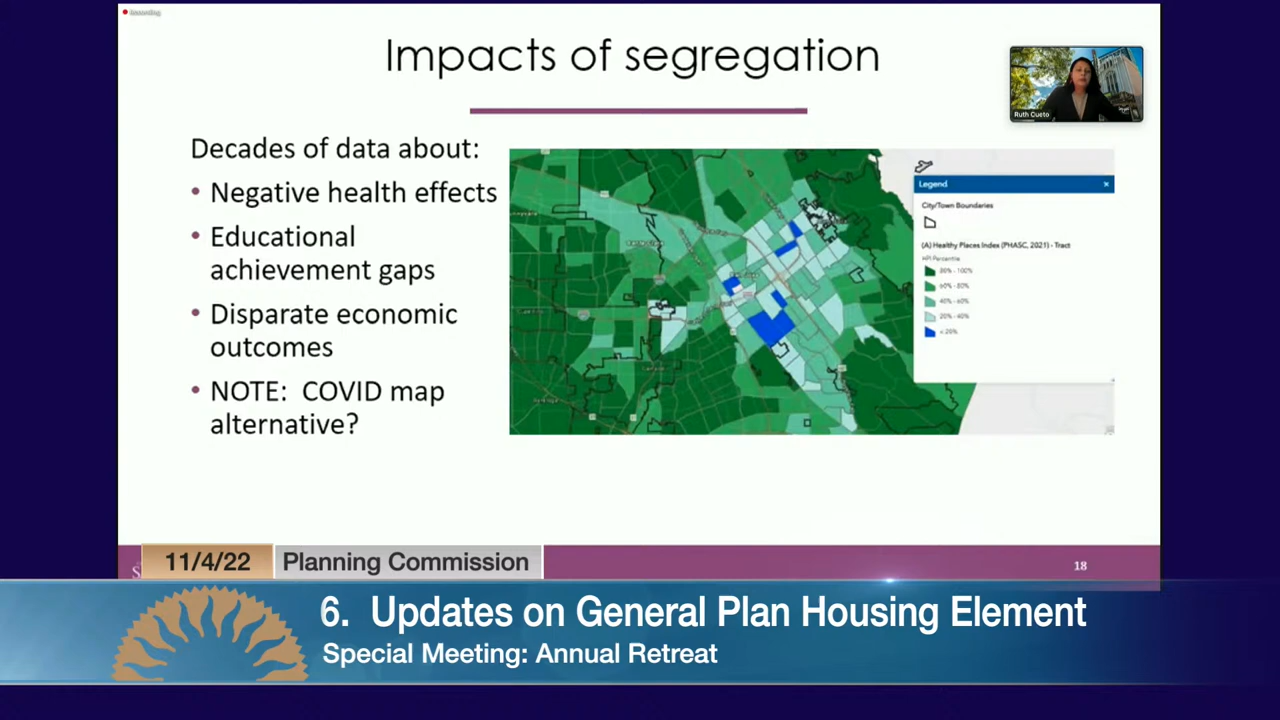 Recording
Impacts of segregation
Ruth Cueto
Decades of data about:
• Negative health effects
• Educational
achievement gaps
• Disparate economic
outcomes
• NOTE:  COVID map
alternative?
Legend
City/Town Boundaries
(A) Healthy Places Index (PHASC, 2021) - Tract
HPI Percentile
80% - 100%
60% - 80%
40% - 60%
20% - 40%
< 20%
11/4/22
Planning Commission
18
6.  Updates on General Plan Housing Element
Special Meeting: Annual Retreat